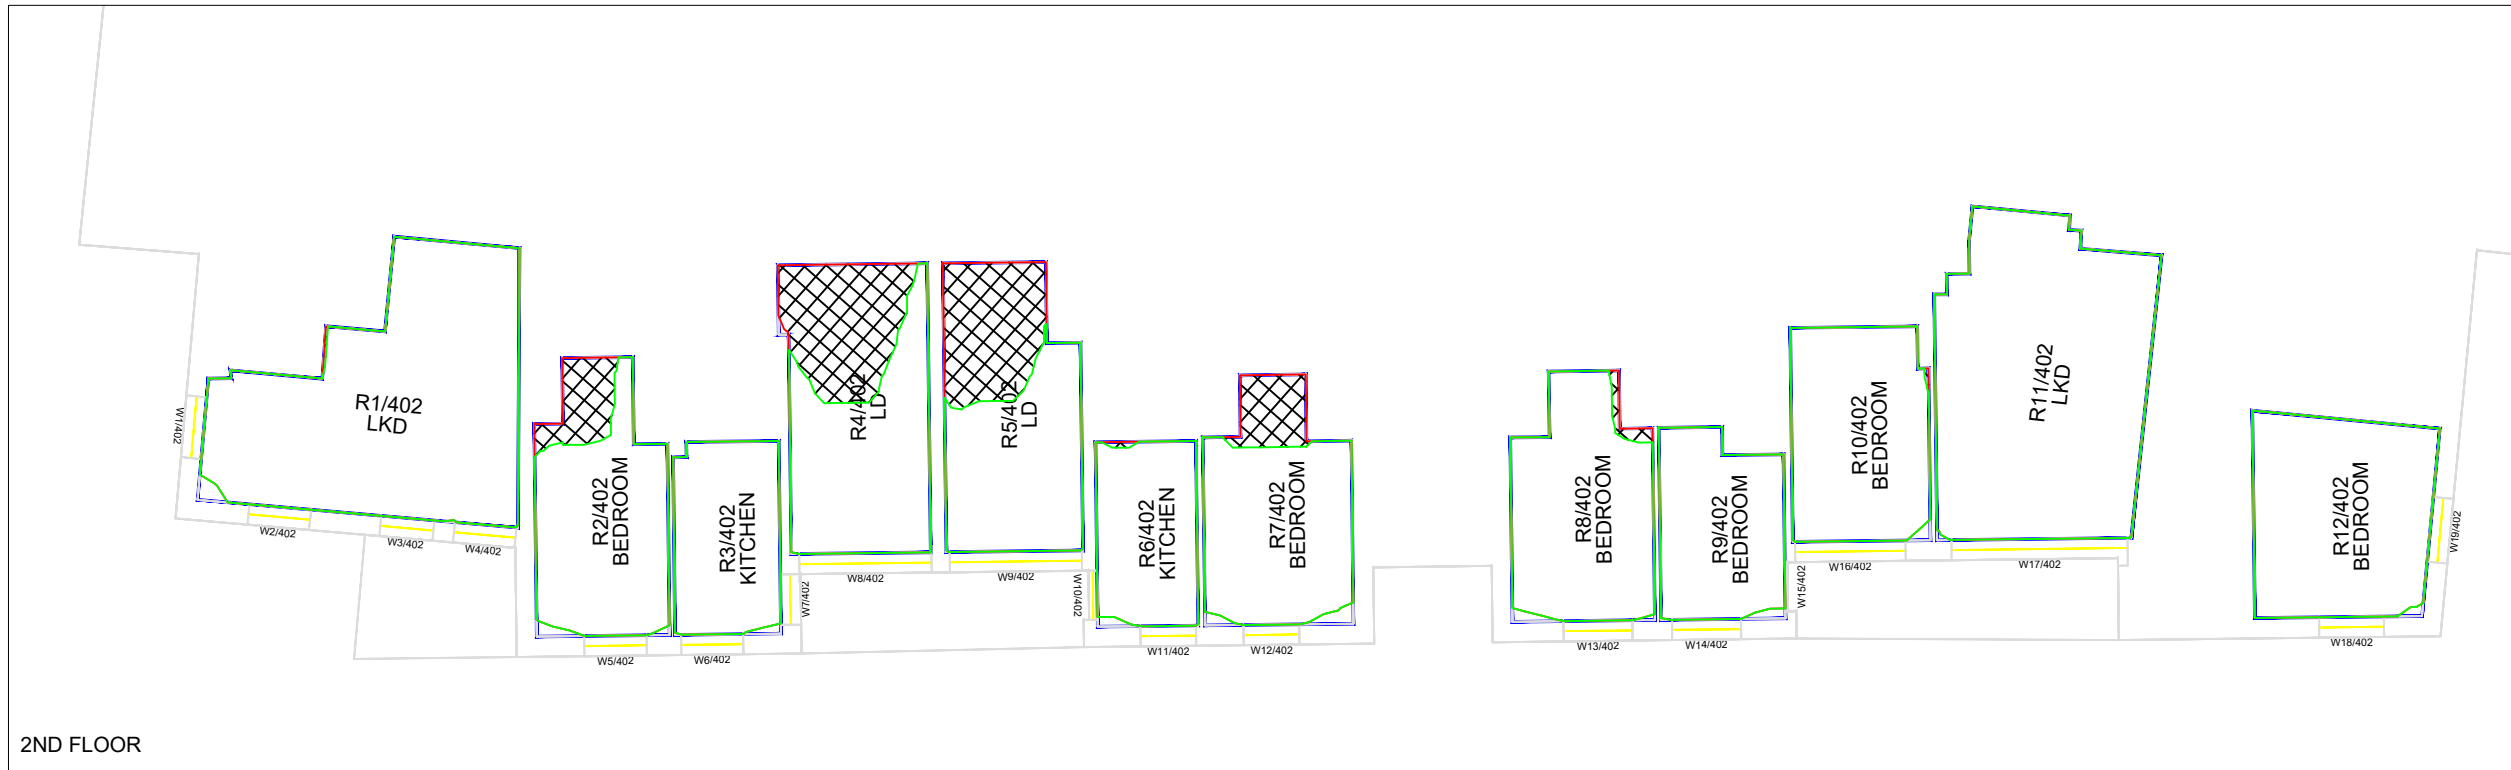 R1/402
LKD
R2/402
BEDROOM
R3/402
KITCHEN
R4/402
LD
R5/402
LD
R6/402
KITCHEN
R7/402
BEDROOM
R8/402
BEDROOM
R9/402
BEDROOM
R10/402
BEDROOM
R11/402
LKD
R12/402
BEDROOM
W1/402
W2/402
W3/402
W4/402
W5/402
W6/402
W7/402
W8/402
W9/402
W10/402
W11/402
W12/402
W13/402
W14/402
W15/402
W16/402
W17/402
W18/402
W19/402
2ND FLOOR